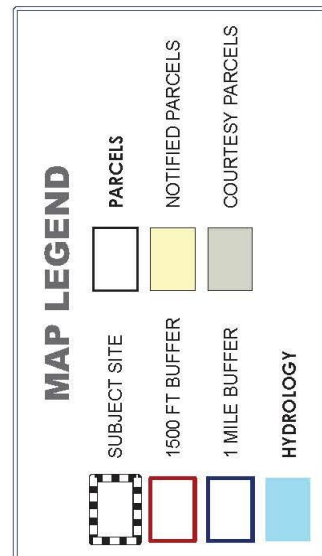 MAP LEGEND
SUBJECT SITE
PARCELS
1500 FT BUFFER
NOTIFIED PARCELS
1 MILE BUFFER
COURTESY PARCELS
HYDROLOGY